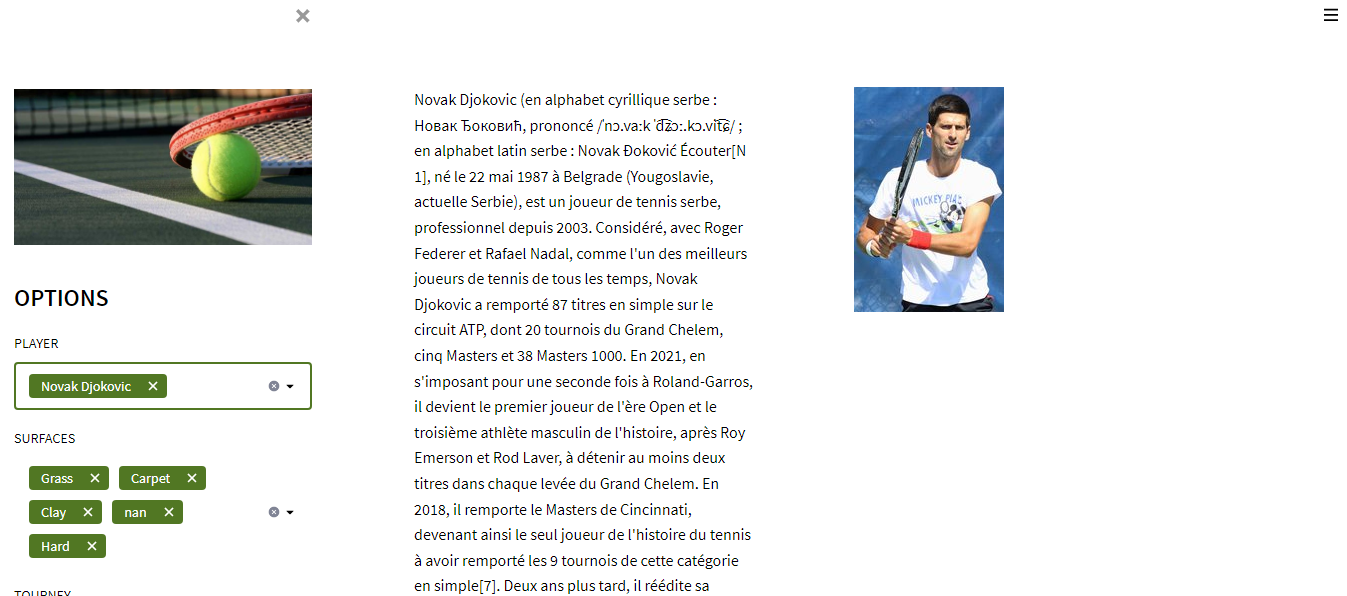 OPTIONS
PLAYER
Novak Djokovic
SURFACES
Grass
Carpet
Clay
nan
Hard
TOURNEY
Novak Djokovic (en alphabet cyrillique serbe :
Новак Ђоковић, prononcé /ˈnɔ.vaːk ˈd͡ʑɔː.kɔ.vit͡ɕ/ ;
en alphabet latin serbe : Novak Đoković Écouter[N
1], né le 22 mai 1987 à Belgrade (Yougoslavie,
actuelle Serbie), est un joueur de tennis serbe,
professionnel depuis 2003. Considéré, avec Roger
Federer et Rafael Nadal, comme l'un des meilleurs
joueurs de tennis de tous les temps, Novak
Djokovic a remporté 87 titres en simple sur le
circuit ATP, dont 20 tournois du Grand Chelem,
cinq Masters et 38 Masters 1000. En 2021, en
s'imposant pour une seconde fois à Roland-Garros,
il devient le premier joueur de l'ère Open et le
troisième athlète masculin de l'histoire, après Roy
Emerson et Rod Laver, à détenir au moins deux
titres dans chaque levée du Grand Chelem. En
2018, il remporte le Masters de Cincinnati,
devenant ainsi le seul joueur de l'histoire du tennis
à avoir remporté les 9 tournois de cette catégorie
en simple[7]. Deux ans plus tard, il réédite sa
MICKEY